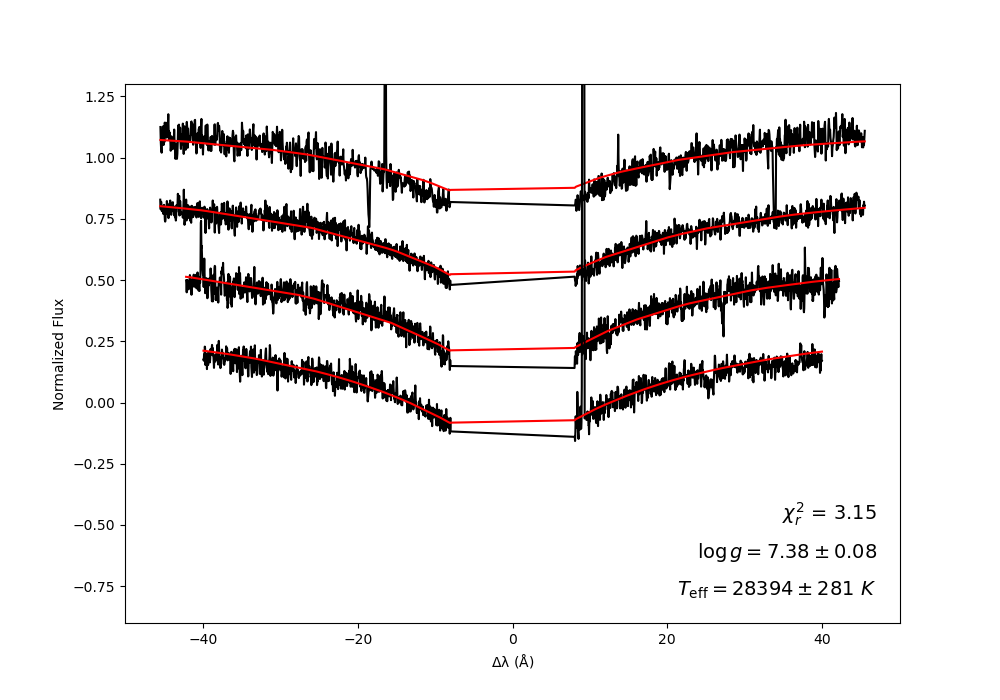 1.25
1.00
0.75
0.50
0.25
0.00
−0.25
−0.50
−0.75
Normalized Flux
χ²ᵣ = 3.15
log g = 7.38 ± 0.08
T_eff = 28394 ± 281 K
−40
−20
0
20
40
Δλ (Å)